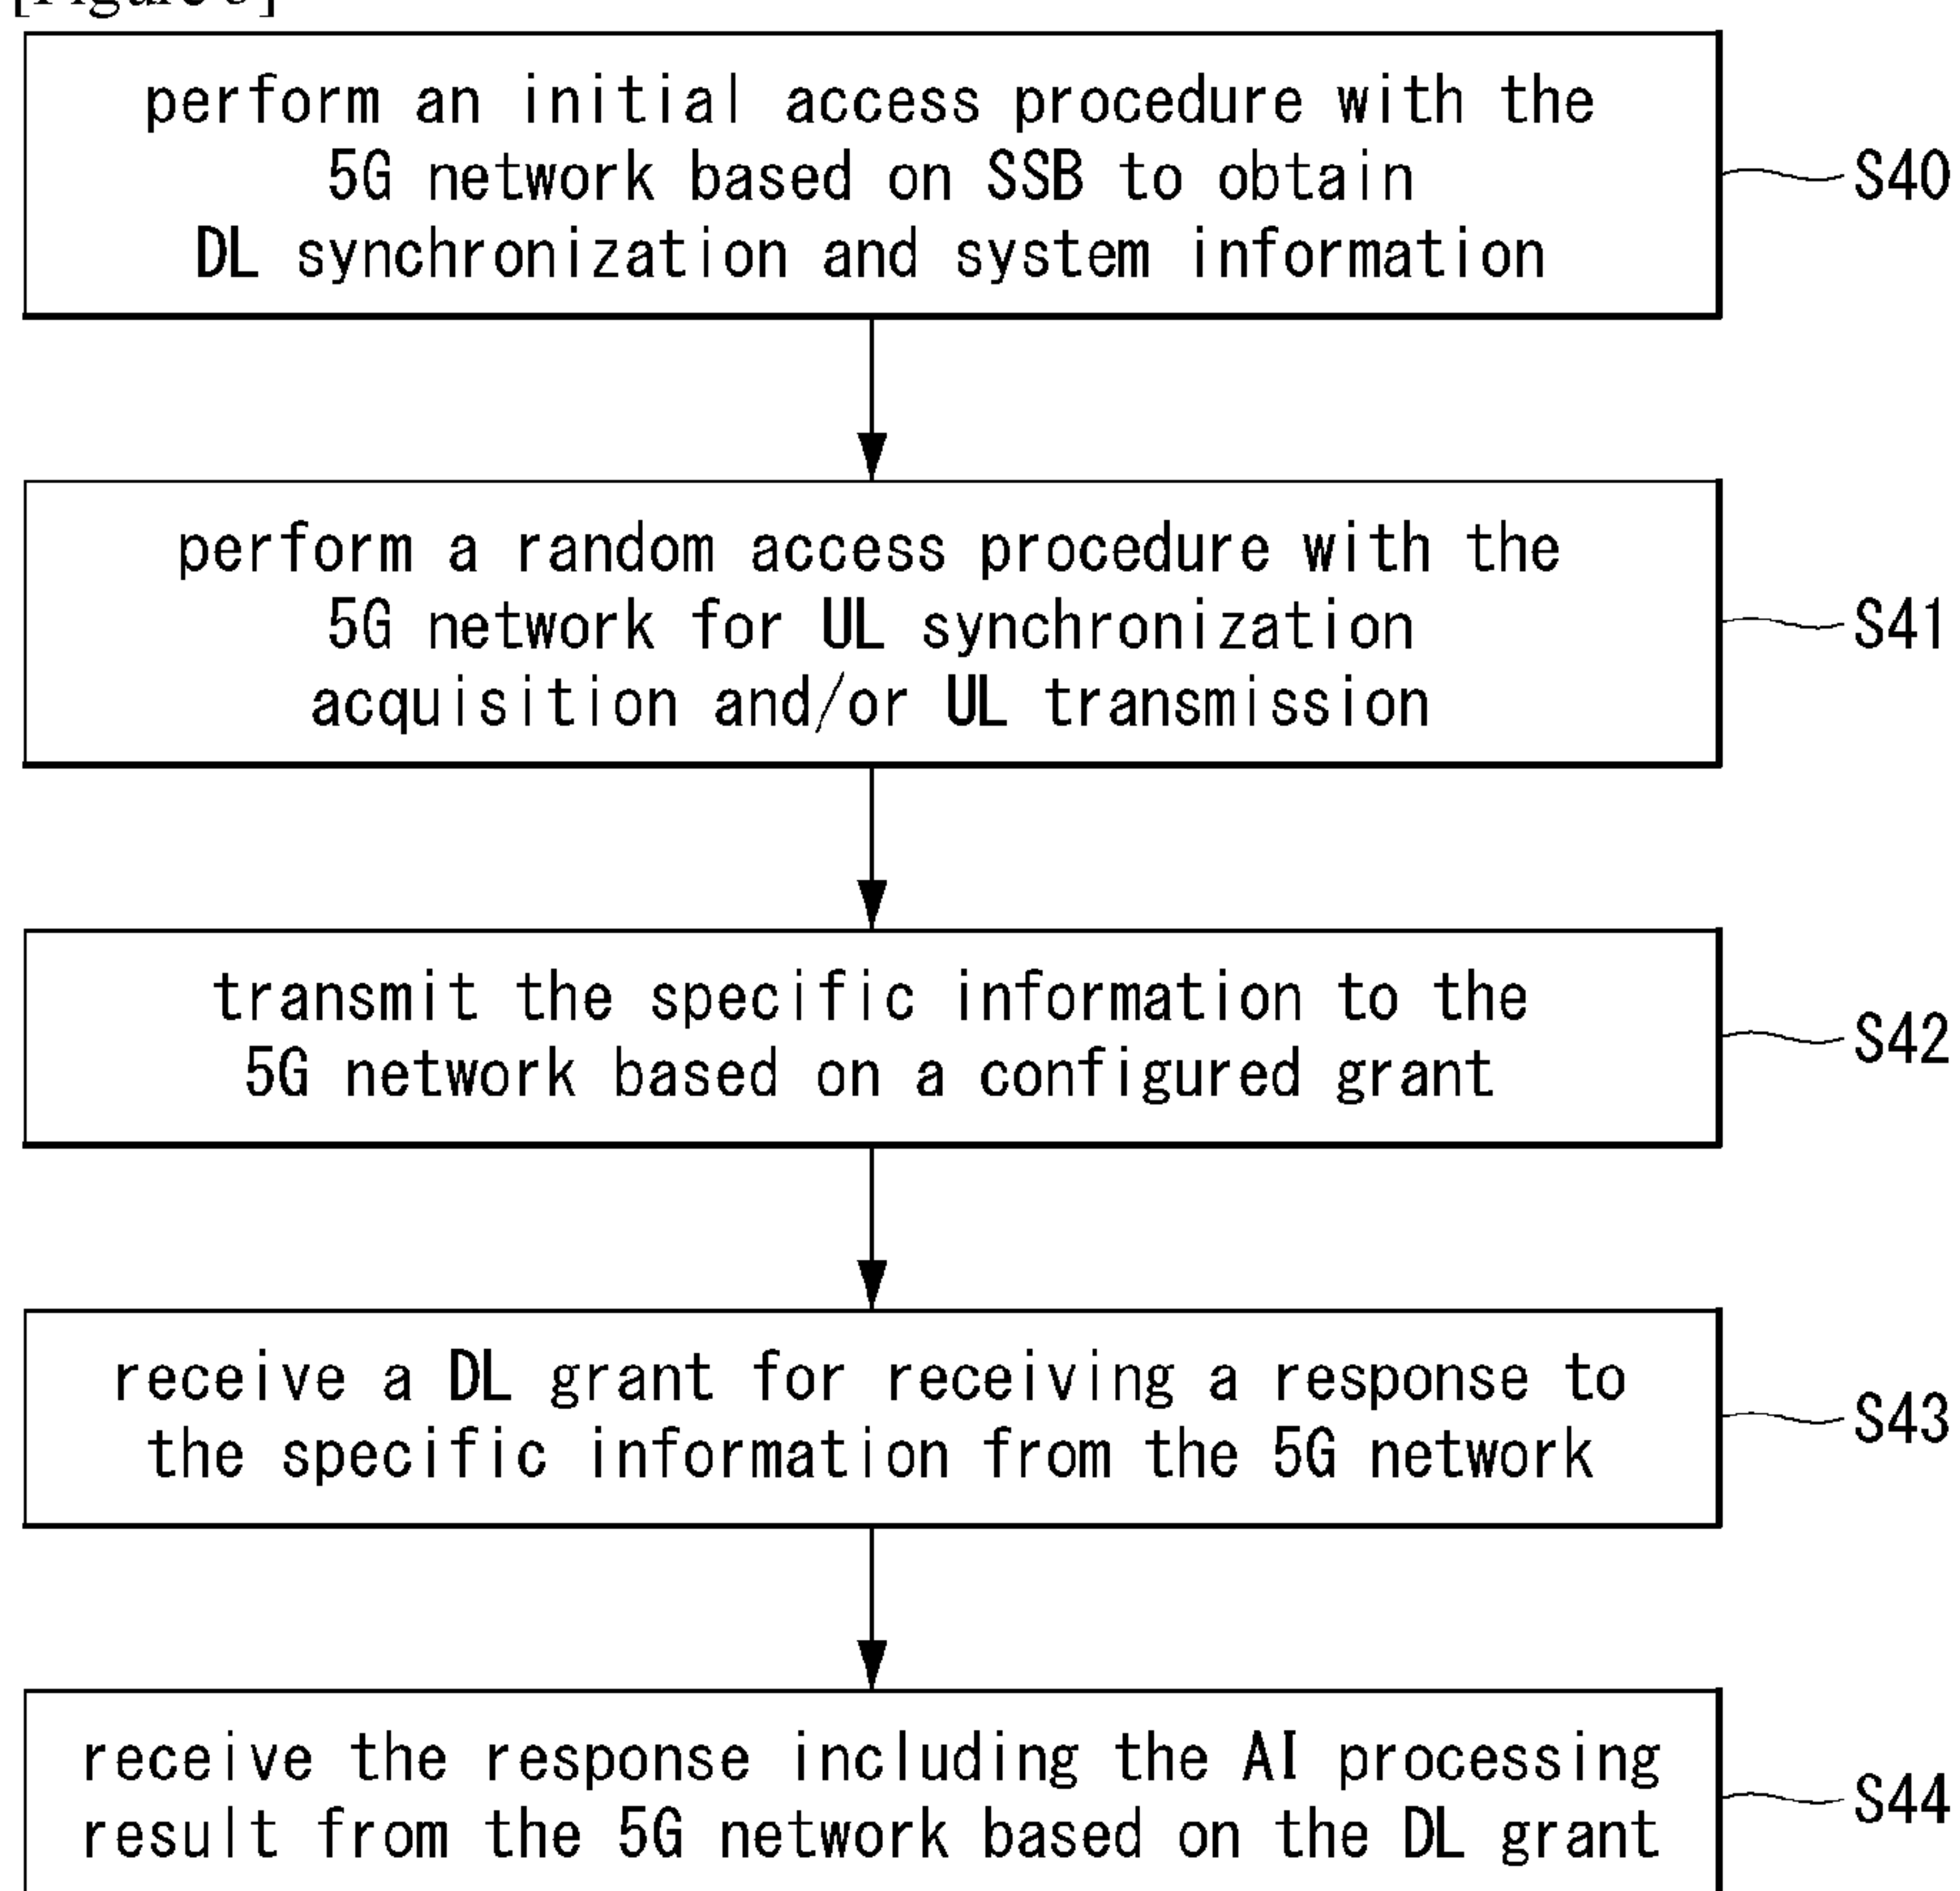 perform an initial access procedure with the
5G network based on SSB to obtain
DL synchronization and system information
S40
perform a random access procedure with the
5G network for UL synchronization
acquisition and/or UL transmission
S41
transmit the specific information to the
5G network based on a configured grant
S42
receive a DL grant for receiving a response to
the specific information from the 5G network
S43
receive the response including the AI processing
result from the 5G network based on the DL grant
S44